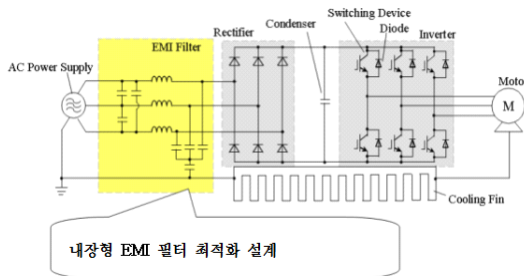 Switching Device
Diode
Rectifier
Condenser
Inverter
EMI Filter
AC Power Supply
Moto
M
Cooling Fin
내장형 EMI 필터 최적화 설계